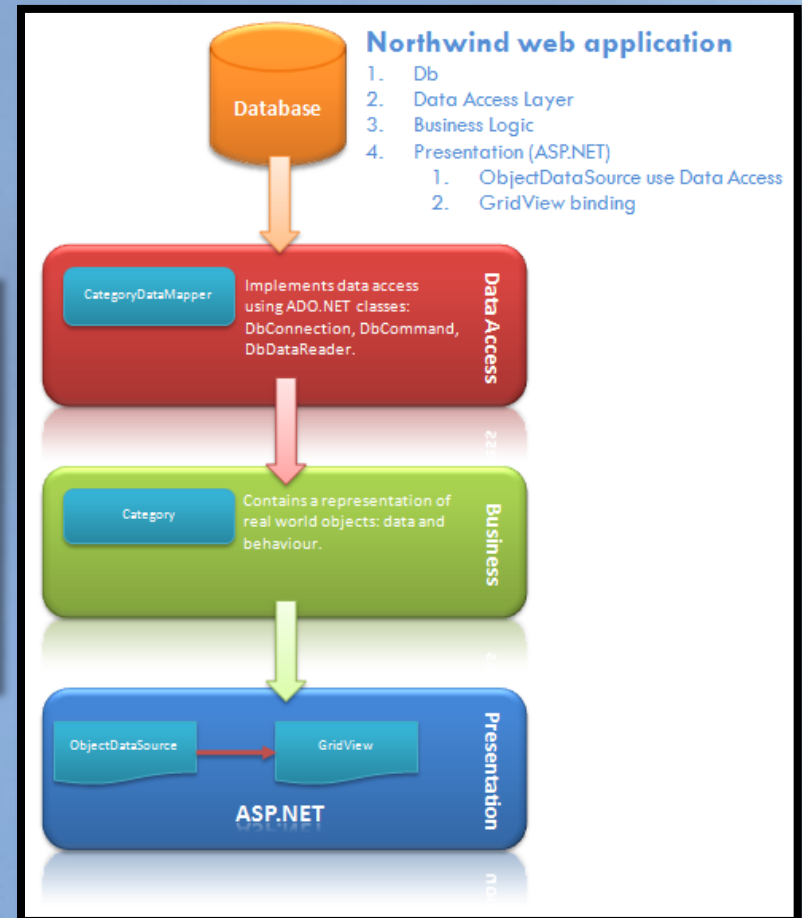 Northwind web application
1. Db
2. Data Access Layer
3. Business Logic
4. Presentation (ASP.NET)
1. ObjectDataSource use Data Access
2. GridView binding
Database
CategoryDataMapper
Implements data access
using ADO.NET classes:
DbConnection, DbCommand,
DbDataReader.
Data Access
Category
Contains a representation of
real world objects: data and
behaviour.
Business
ObjectDataSource
GridView
ASP.NET
Presentation